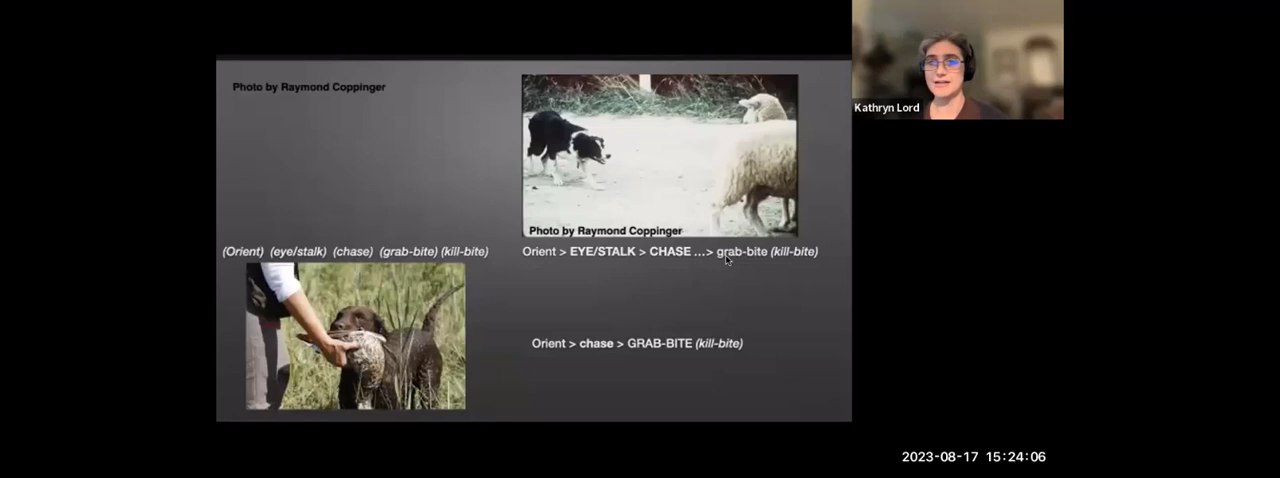 Photo by Raymond Coppinger
Kathryn Lord
Photo by Raymond Coppinger
(Orient) (eye/stalk) (chase) (grab-bite) (kill-bite)
Orient > EYE/STALK > CHASE ...> grab-bite (kill-bite)
Orient > chase > GRAB-BITE (kill-bite)
2023-08-17 15:24:06